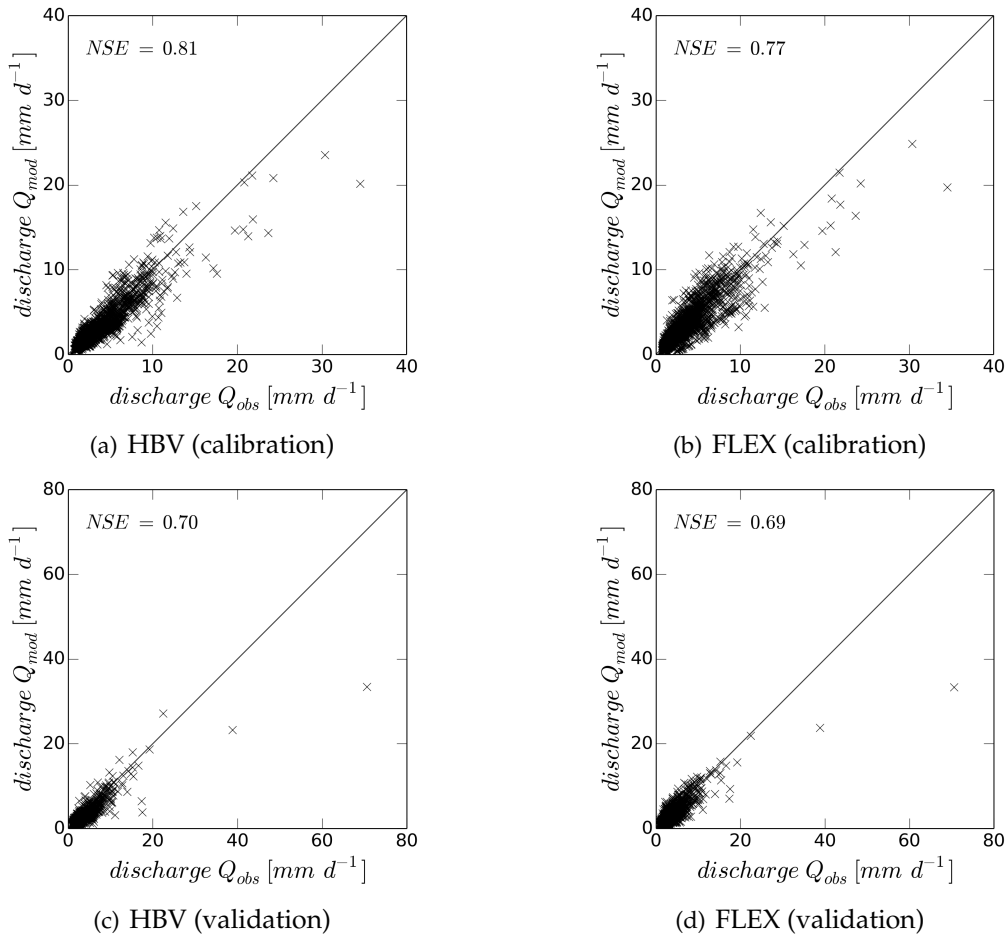 NSE = 0.81
discharge Q_mod [mm d⁻¹]
40
30
20
10
0
0 10 20 30 40
discharge Q_obs [mm d⁻¹]
(a) HBV (calibration)
NSE = 0.77
discharge Q_mod [mm d⁻¹]
40
30
20
10
0
0 10 20 30 40
discharge Q_obs [mm d⁻¹]
(b) FLEX (calibration)
NSE = 0.70
discharge Q_mod [mm d⁻¹]
80
60
40
20
0
0 20 40 60 80
discharge Q_obs [mm d⁻¹]
(c) HBV (validation)
NSE = 0.69
discharge Q_mod [mm d⁻¹]
80
60
40
20
0
0 20 40 60 80
discharge Q_obs [mm d⁻¹]
(d) FLEX (validation)